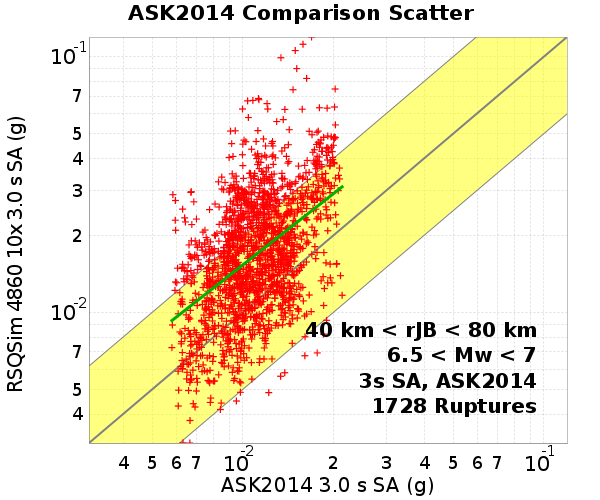 ASK2014 Comparison Scatter
RSQSim 4860 10x 3.0 s SA (g)
10-1
7
5
4
3
2
10-2
7
5
4
40 km < rJB < 80 km
6.5 < Mw < 7
3s SA, ASK2014
1728 Ruptures
4 5 6 7 10-2 2 3 4 5 6 7 10-1
ASK2014 3.0 s SA (g)